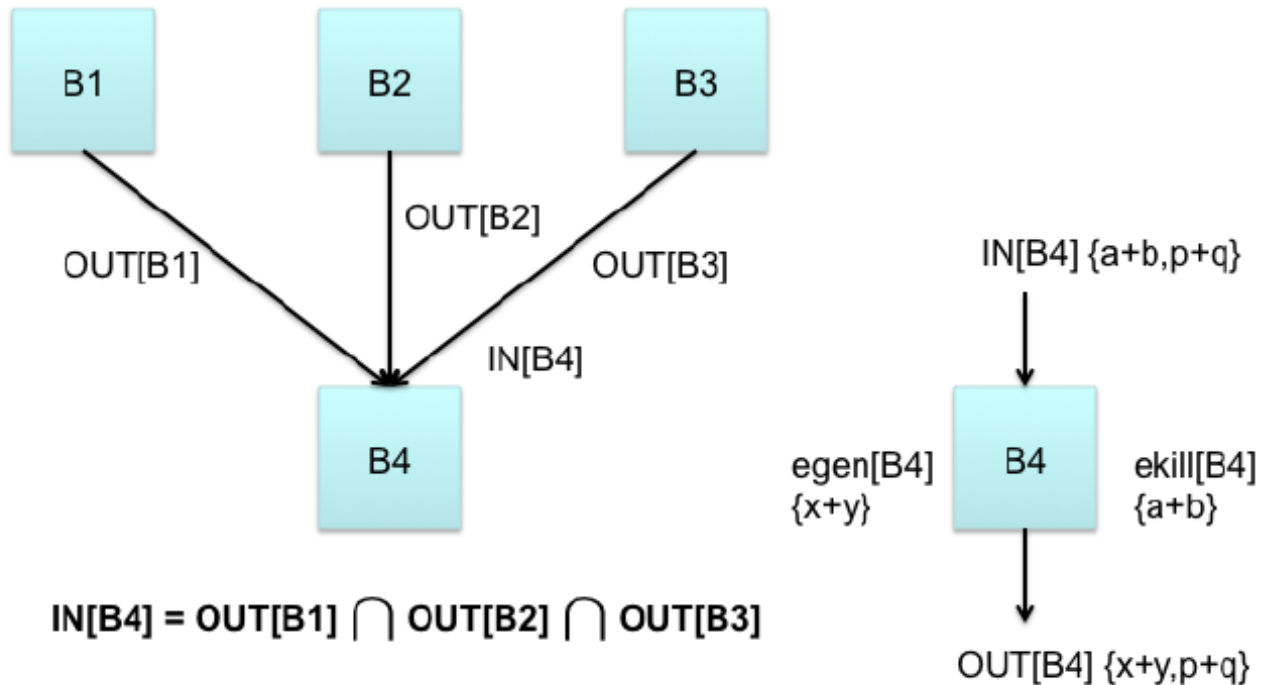 B1
B2
B3
OUT[B1]
OUT[B2]
OUT[B3]
IN[B4]
B4
IN[B4] = OUT[B1] ⋂ OUT[B2] ⋂ OUT[B3]
IN[B4] {a+b,p+q}
egen[B4]
{x+y}
B4
ekill[B4]
{a+b}
OUT[B4] {x+y,p+q}